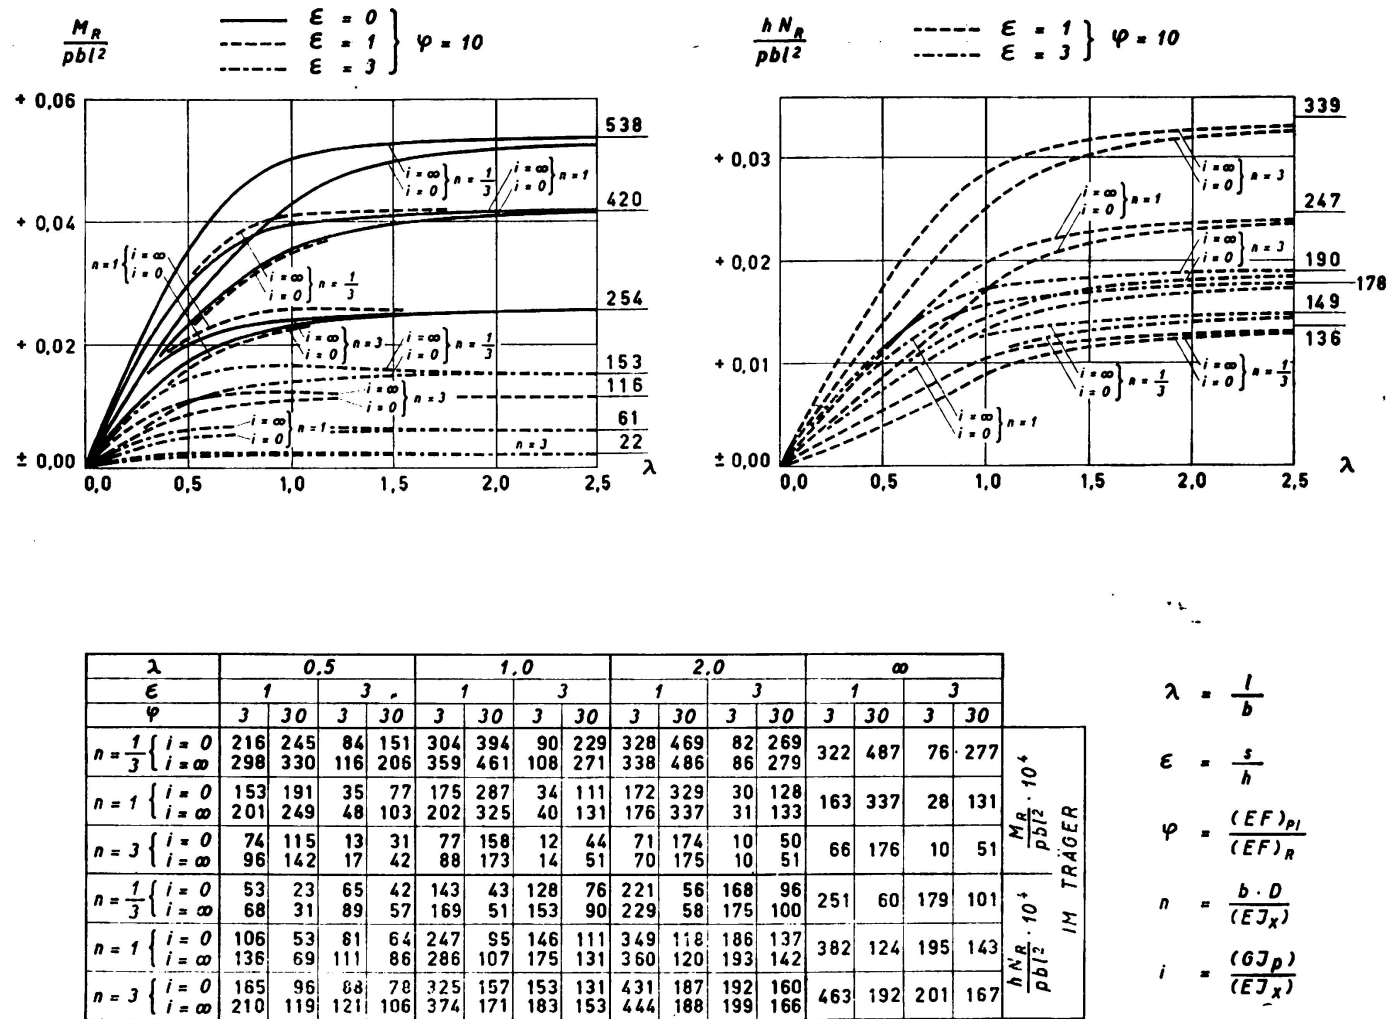 M_R / pbl² ε = 0
ε = 1 } φ = 10
ε = 3
+ 0,06
+ 0,04
+ 0,02
± 0,00
0,0 0,5 1,0 1,5 2,0 2,5 λ
538
420
254
153
116
61
22
i = ∞ i = 0 } n = 1/3
i = ∞ i = 0 } n = 1
n = 1 { i = ∞ i = 0
i = ∞ i = 0 } n = 1/3
i = ∞ i = 0 } n = 3
i = ∞ i = 0 } n = 1/3
i = ∞ i = 0 } n = 3
i = ∞ i = 0 } n = 1
n = 3
h N_R / pbl² ε = 1
ε = 3 } φ = 10
+ 0,03
+ 0,02
+ 0,01
± 0,00
0,0 0,5 1,0 1,5 2,0 2,5 λ
339
247
190
178
149
136
i = ∞ i = 0 } n = 3
i = ∞ i = 0 } n = 1
i = ∞ i = 0 } n = 3
i = ∞ i = 0 } n = 1/3
i = ∞ i = 0 } n = 1/3
i = ∞ i = 0 } n = 1
λ 0.5 1.0 2.0 ∞
ε 1 3 1 3 1 3 1 3
φ 3 30 3 30 3 30 3 30 3 30 3 30 3 30 3 30
n = 1/3 { i = 0 216 245 84 151 304 394 90 229 328 469 82 269 322 487 76 277
i = ∞ 298 330 116 206 359 461 108 271 338 486 86 279
n = 1 { i = 0 153 191 35 77 175 287 34 111 172 329 30 128 163 337 28 131
i = ∞ 201 249 48 103 202 325 40 131 176 337 31 133
n = 3 { i = 0 74 115 13 31 77 158 12 44 71 174 10 50 66 176 10 51
i = ∞ 96 142 17 42 88 173 14 51 70 175 10 51
n = 1/3 { i = 0 53 23 65 42 143 43 128 76 221 56 168 96 251 60 179 101
i = ∞ 68 31 89 57 169 51 153 90 229 58 175 100
n = 1 { i = 0 106 53 81 64 247 95 146 111 349 118 186 137 382 124 195 143
i = ∞ 136 69 111 86 286 107 175 131 360 120 193 142
n = 3 { i = 0 165 96 88 78 325 157 153 131 431 187 192 160 463 192 201 167
i = ∞ 210 119 121 106 374 171 183 153 444 188 199 166
M_R / pbl² · 10⁴
h N_R / pbl² · 10⁴
IM TRÄGER
λ = l / b
ε = s / h
φ = (EF)_Pl / (EF)_R
n = b · D / (EJ_X)
i = (GJ_p) / (EJ_X)